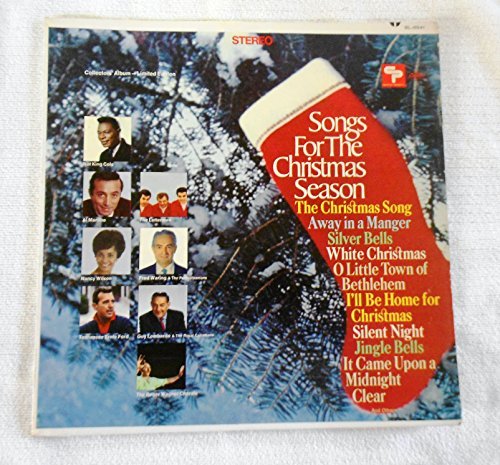 STEREO
Collectors' Album • Limited Edition
Nat King Cole
Al Martino
The Lettermen
Nancy Wilson
Fred Waring & The Pennsylvanians
Tennessee Ernie Ford
Guy Lombardo & The Royal Canadians
The Roger Wagner Chorale
Songs
For The
Christmas
Season
The Christmas Song
Away in a Manger
Silver Bells
White Christmas
O Little Town of
Bethlehem
I'll Be Home for
Christmas
Silent Night
Jingle Bells
It Came Upon a
Midnight
Clear
And Others